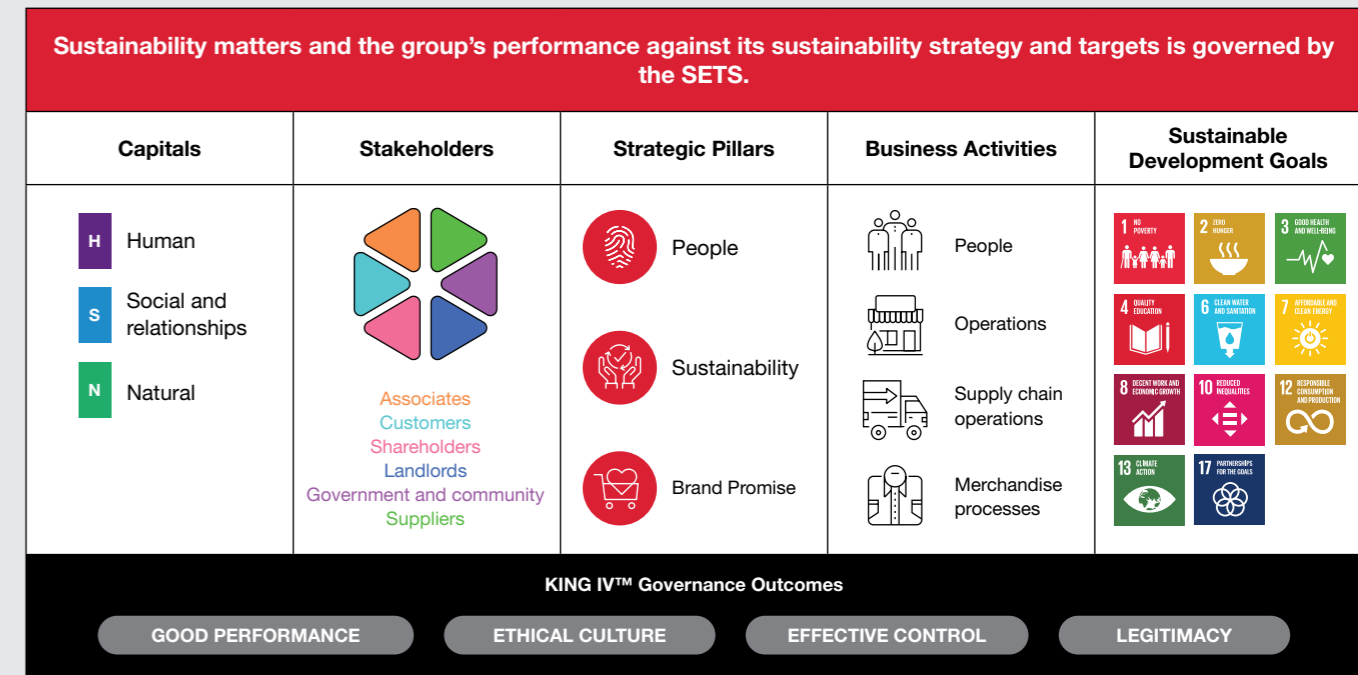 Sustainability matters and the group’s performance against its sustainability strategy and targets is governed by
the SETS.
Capitals
Stakeholders
Strategic Pillars
Business Activities
Sustainable
Development Goals
H
Human
S
Social and
relationships
N
Natural
Associates
Customers
Shareholders
Landlords
Government and community
Suppliers
People
Sustainability
Brand Promise
People
Operations
Supply chain
operations
Merchandise
processes
1 NO
POVERTY
2 ZERO
HUNGER
3 GOOD HEALTH
AND WELL-BEING
4 QUALITY
EDUCATION
6 CLEAN WATER
AND SANITATION
7 AFFORDABLE AND
CLEAN ENERGY
8 DECENT WORK AND
ECONOMIC GROWTH
10 REDUCED
INEQUALITIES
12 RESPONSIBLE
CONSUMPTION
AND PRODUCTION
13 CLIMATE
ACTION
17 PARTNERSHIPS
FOR THE GOALS
KING IV™ Governance Outcomes
GOOD PERFORMANCE
ETHICAL CULTURE
EFFECTIVE CONTROL
LEGITIMACY